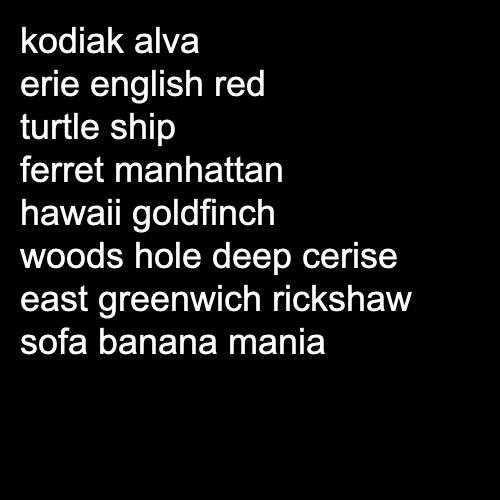 kodiak alva
erie english red
turtle ship
ferret manhattan
hawaii goldfinch
woods hole deep cerise
east greenwich rickshaw
sofa banana mania